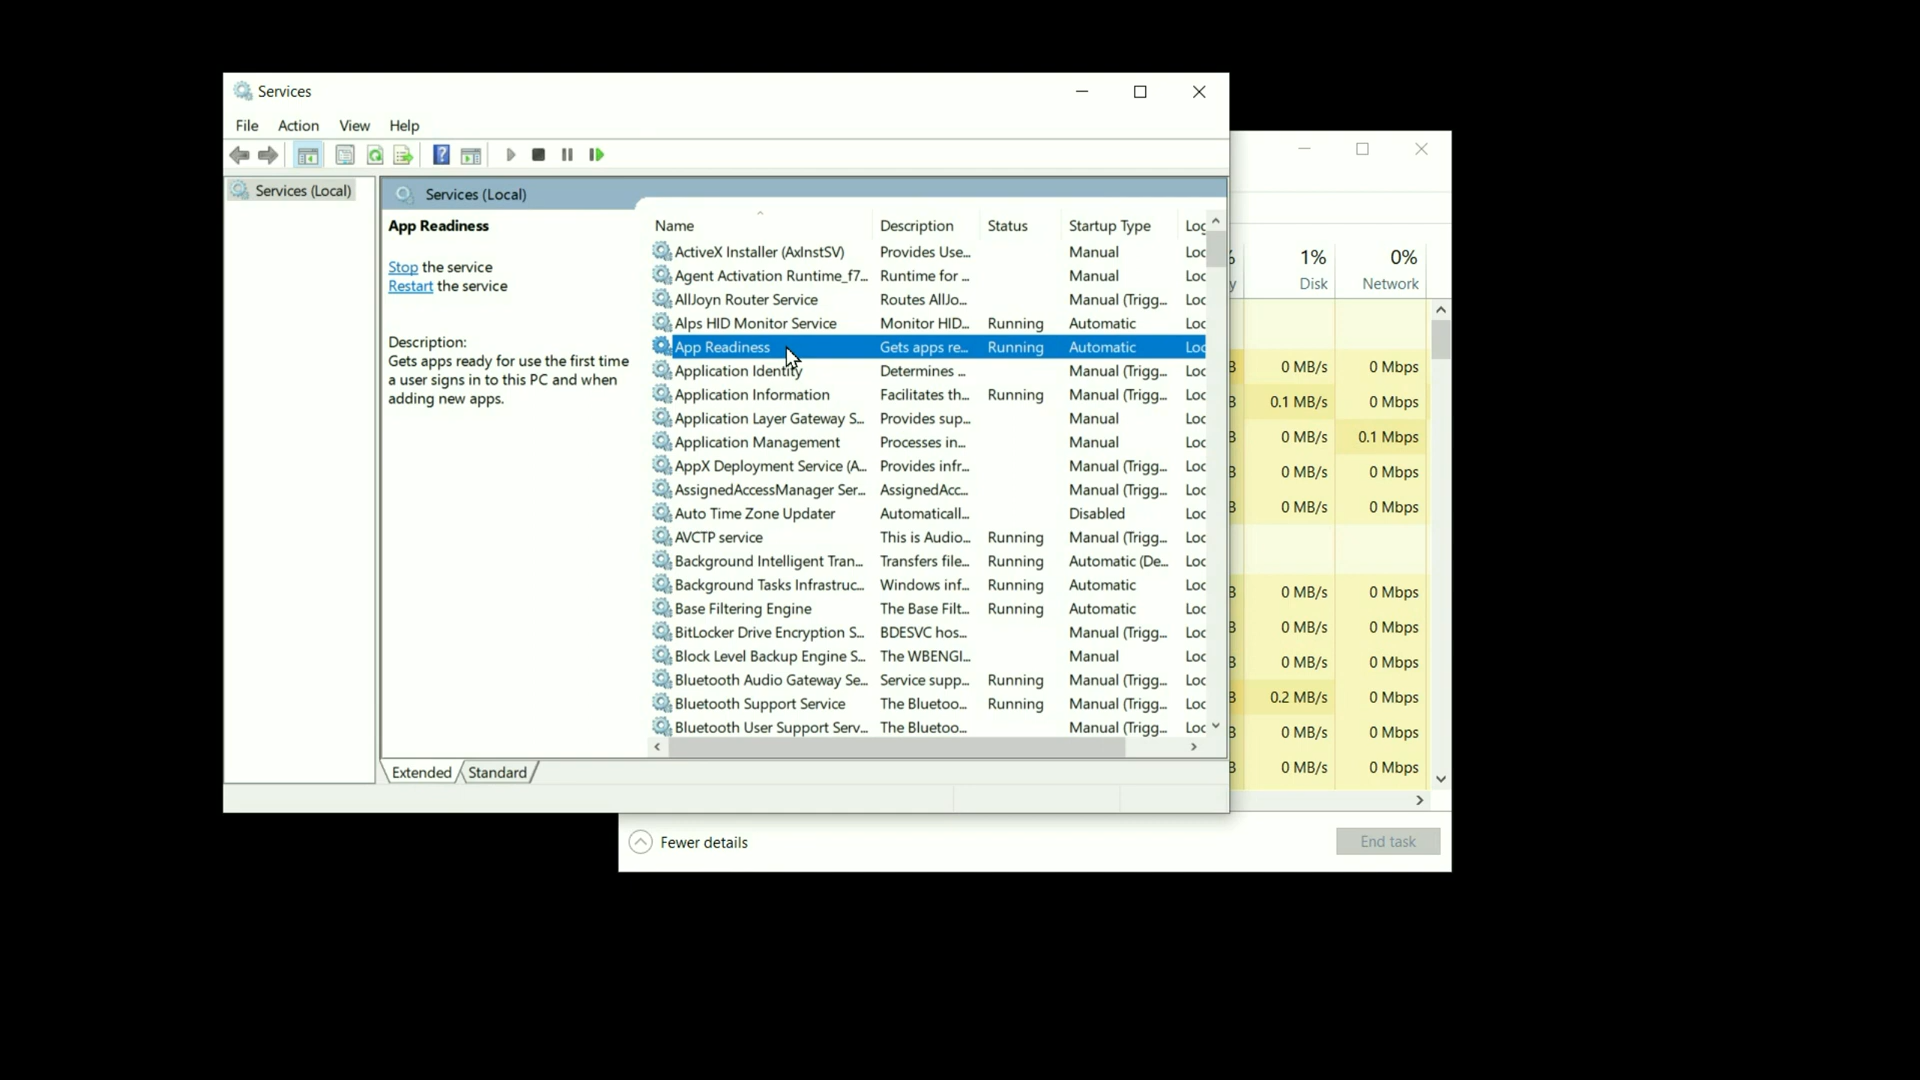 Services
File Action View Help
Services (Local)
Services (Local)
App Readiness
Stop the service
Restart the service
Description:
Gets apps ready for use the first time
a user signs in to this PC and when
adding new apps.
Name Description Status Startup Type Log
ActiveX Installer (AxInstSV) Provides Use... Manual Loc
Agent Activation Runtime_f7... Runtime for ... Manual Loc
AllJoyn Router Service Routes AllJo... Manual (Trigg... Loc
Alps HID Monitor Service Monitor HID... Running Automatic Loc
App Readiness Gets apps re... Running Automatic Loc
Application Identity Determines ... Manual (Trigg... Loc
Application Information Facilitates th... Running Manual (Trigg... Loc
Application Layer Gateway S... Provides sup... Manual Loc
Application Management Processes in... Manual Loc
AppX Deployment Service (A... Provides infr... Manual (Trigg... Loc
AssignedAccessManager Ser... AssignedAcc... Manual (Trigg... Loc
Auto Time Zone Updater Automaticall... Disabled Loc
AVCTP service This is Audio... Running Manual (Trigg... Loc
Background Intelligent Tran... Transfers file... Running Automatic (De... Loc
Background Tasks Infrastruc... Windows inf... Running Automatic Loc
Base Filtering Engine The Base Filt... Running Automatic Loc
BitLocker Drive Encryption S... BDESVC hos... Manual (Trigg... Loc
Block Level Backup Engine S... The WBENGI... Manual Loc
Bluetooth Audio Gateway Se... Service supp... Running Manual (Trigg... Loc
Bluetooth Support Service The Bluetoo... Running Manual (Trigg... Loc
Bluetooth User Support Serv... The Bluetoo... Manual (Trigg... Loc
Extended Standard
1% 0%
y Disk Network
0 MB/s 0 Mbps
0.1 MB/s 0 Mbps
0 MB/s 0.1 Mbps
0 MB/s 0 Mbps
0 MB/s 0 Mbps
0 MB/s 0 Mbps
0 MB/s 0 Mbps
0 MB/s 0 Mbps
0.2 MB/s 0 Mbps
0 MB/s 0 Mbps
0 MB/s 0 Mbps
Fewer details End task